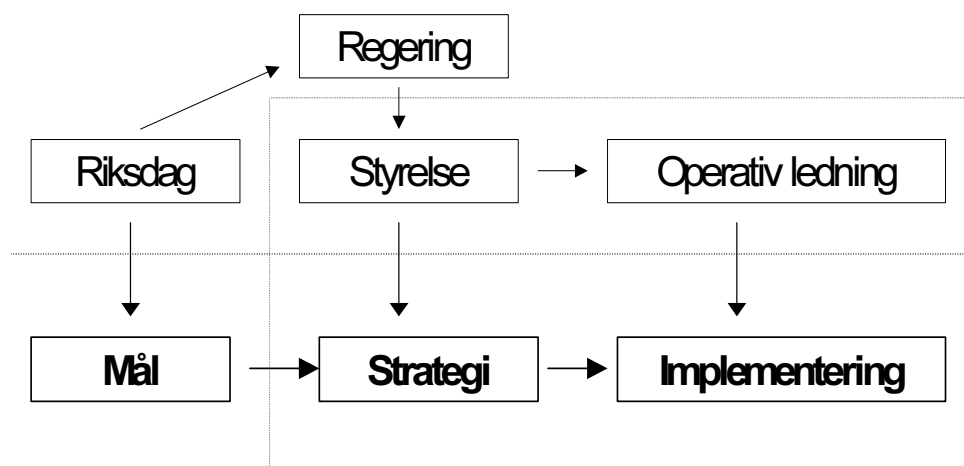 Regering
Riksdag
Styrelse
Operativ ledning
Mål
Strategi
Implementering